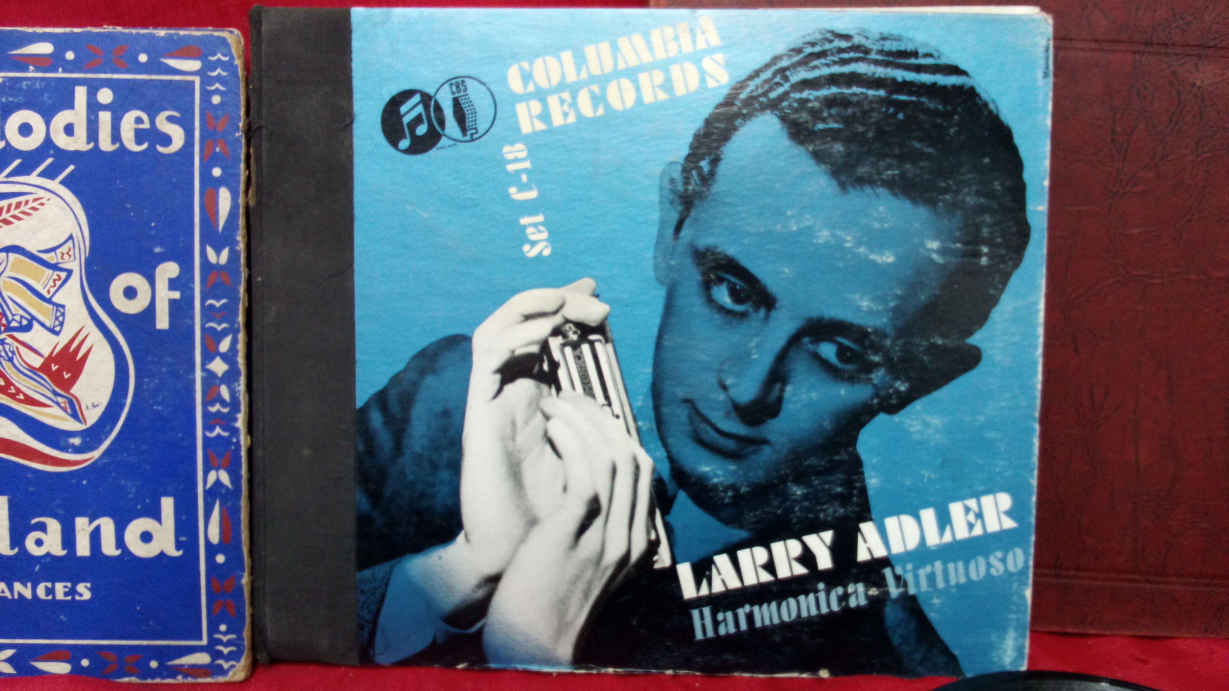 odies
of
land
ANCES
CBS
COLUMBIA
RECORDS
Set C-18
LARRY ADLER
Harmonica-Virtuoso